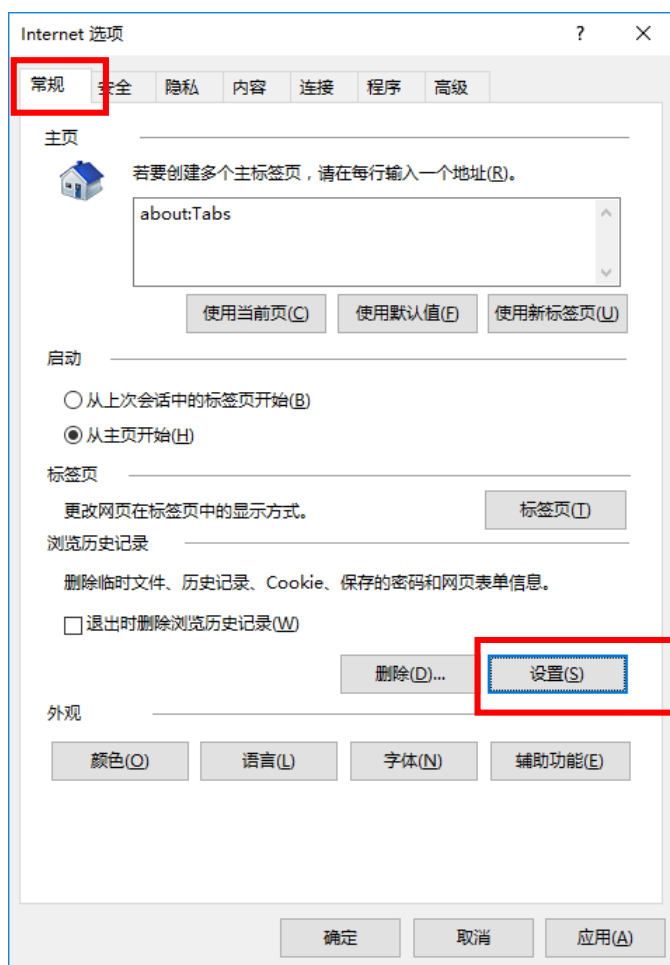 Internet 选项
常规 安全 隐私 内容 连接 程序 高级
主页
若要创建多个主标签页，请在每行输入一个地址(R)。
about:Tabs
使用当前页(C) 使用默认值(F) 使用新标签页(U)
启动
从上次会话中的标签页开始(B)
从主页开始(H)
标签页
更改网页在标签页中的显示方式。 标签页(T)
浏览历史记录
删除临时文件、历史记录、Cookie、保存的密码和网页表单信息。
退出时删除浏览历史记录(W)
删除(D)... 设置(S)
外观
颜色(O) 语言(L) 字体(N) 辅助功能(E)
确定 取消 应用(A)